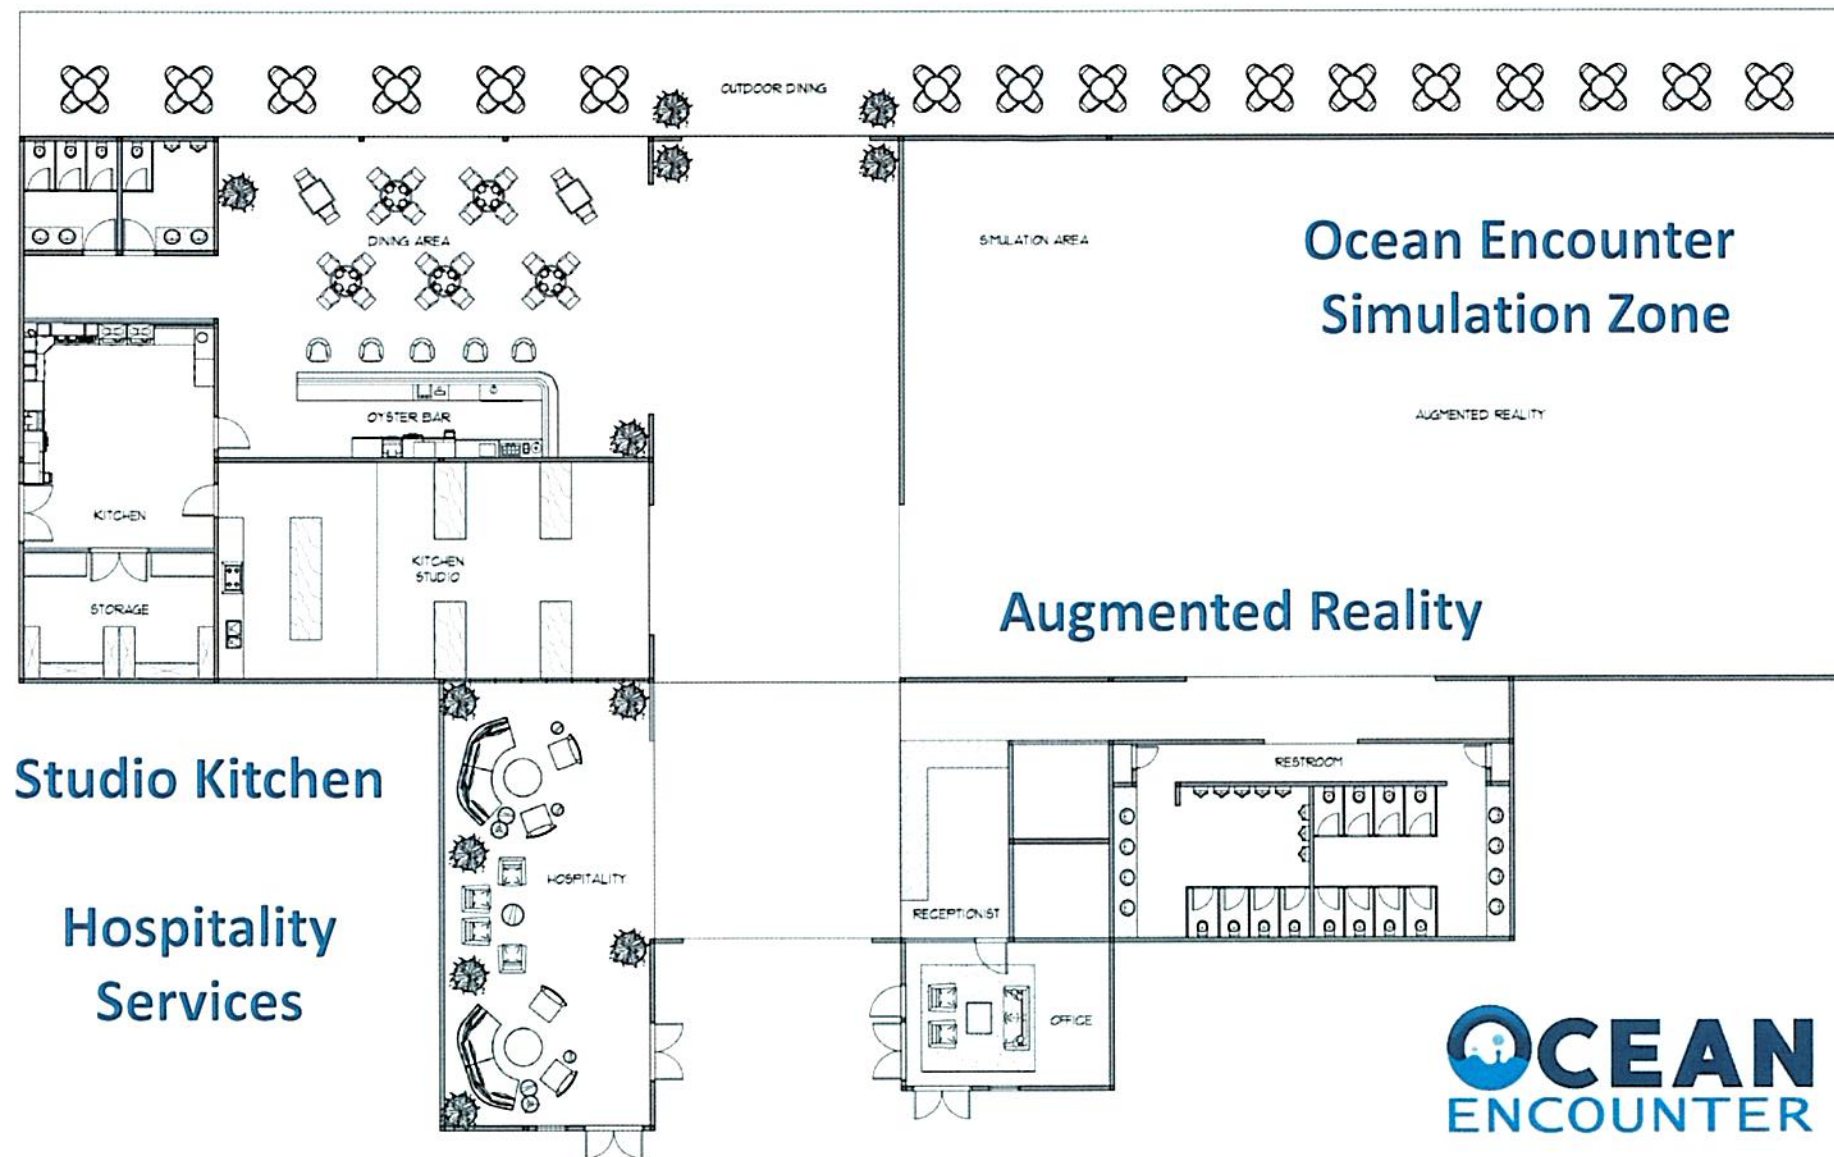 OUTDOOR DINING
DINING AREA
SIMULATION AREA
Ocean Encounter
Simulation Zone
AUGMENTED REALITY
OYSTER BAR
KITCHEN
KITCHEN
STUDIO
STORAGE
Augmented Reality
Studio Kitchen
RESTROOM
HOSPITALITY
Hospitality
Services
RECEPTIONIST
OFFICE
OCEAN
ENCOUNTER